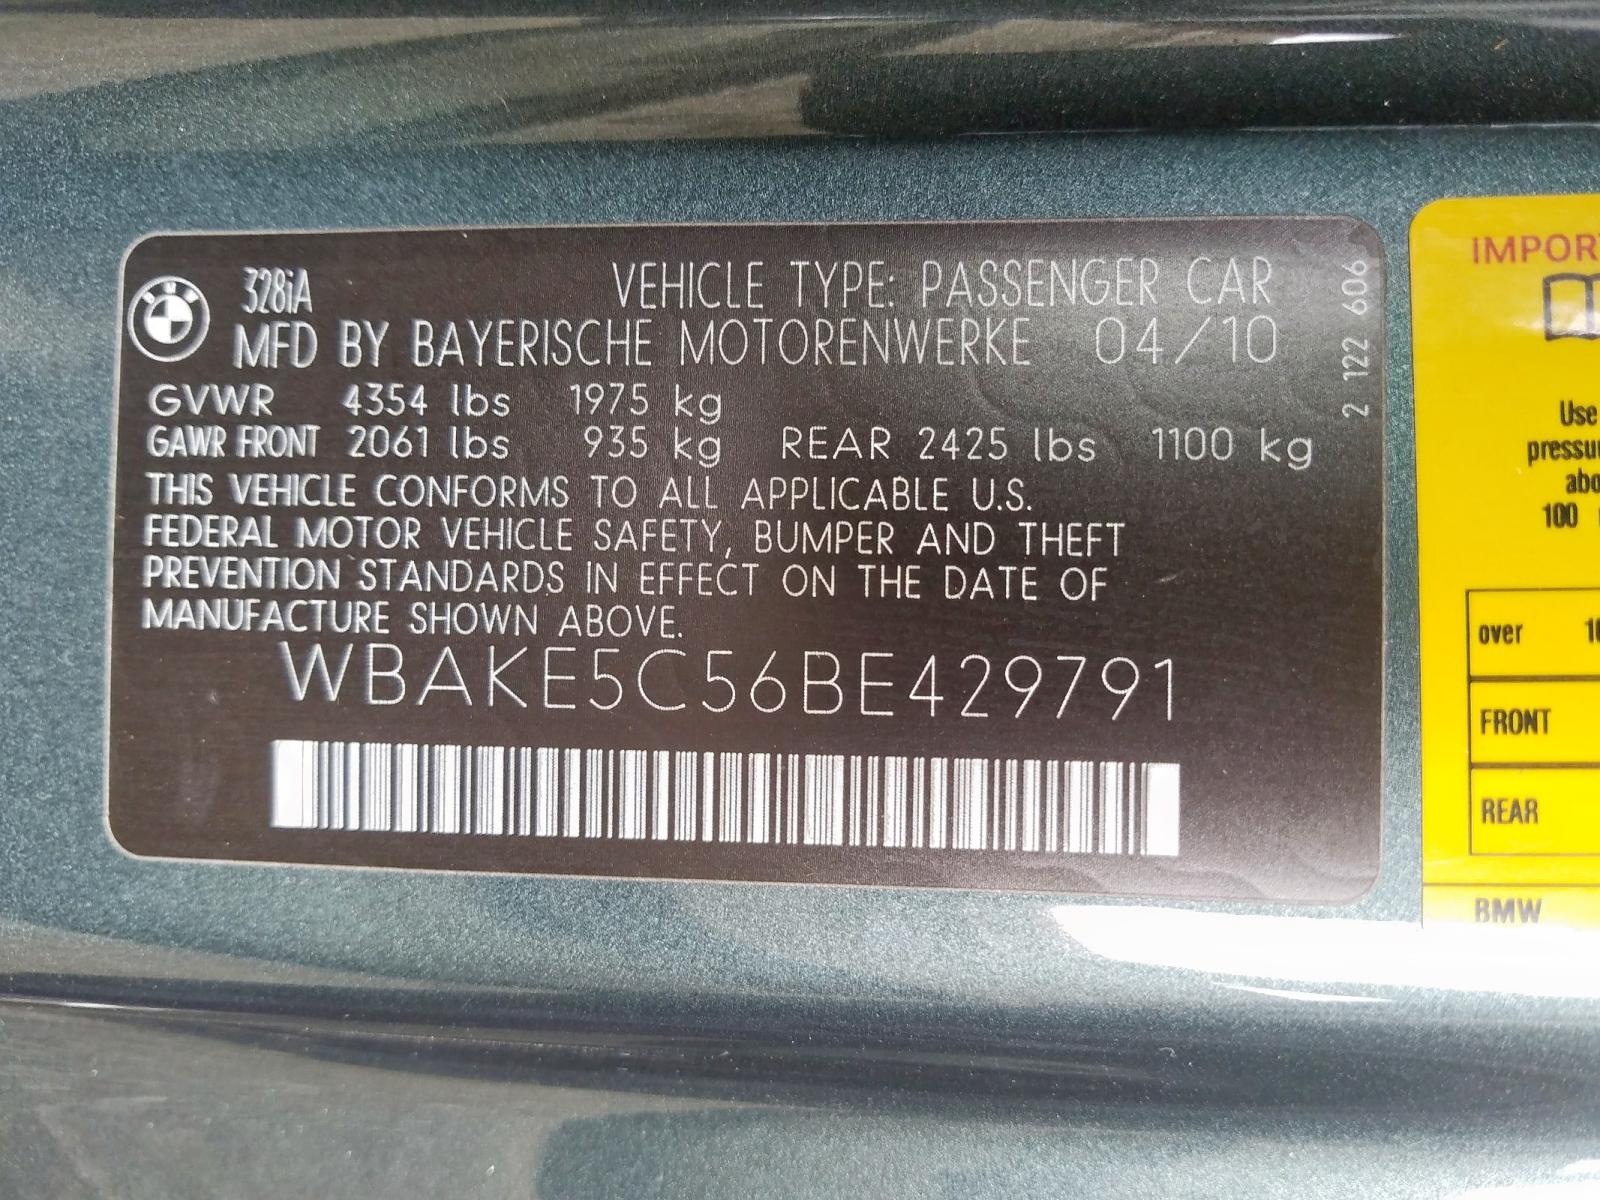 BMW
328iA
VEHICLE TYPE: PASSENGER CAR
MFD BY BAYERISCHE MOTORENWERKE 04/10
GVWR 4354 lbs 1975 kg
GAWR FRONT 2061 lbs 935 kg REAR 2425 lbs 1100 kg
THIS VEHICLE CONFORMS TO ALL APPLICABLE U.S.
FEDERAL MOTOR VEHICLE SAFETY, BUMPER AND THEFT
PREVENTION STANDARDS IN EFFECT ON THE DATE OF
MANUFACTURE SHOWN ABOVE.
WBAKE5C56BE429791
2 122 606
Use
100
over
FRONT
REAR
BMW